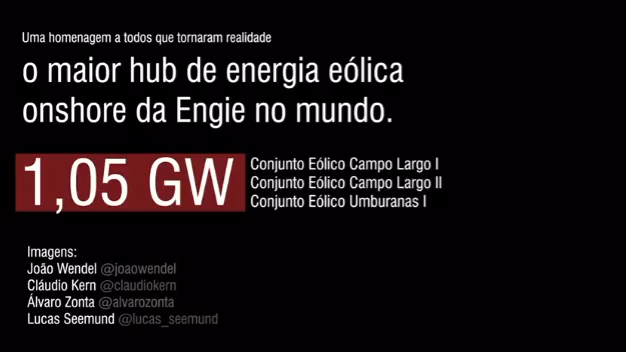 Uma homenagem a todos que tornaram realidade
o maior hub de energia eólica
onshore da Engie no mundo.
1,05 GW
Conjunto Eólico Campo Largo I
Conjunto Eólico Campo Largo II
Conjunto Eólico Umburanas I
Imagens:
João Wendel @joaowendel
Cláudio Kern @claudiokern
Álvaro Zonta @alvarozonta
Lucas Seemund @lucas_seemund